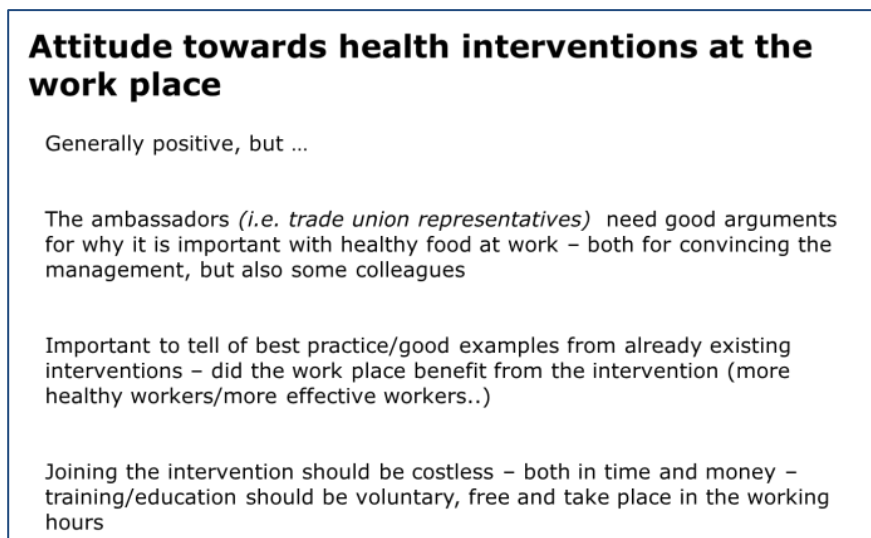 Attitude towards health interventions at the
work place
Generally positive, but …
The ambassadors (i.e. trade union representatives)  need good arguments
for why it is important with healthy food at work – both for convincing the
management, but also some colleagues
Important to tell of best practice/good examples from already existing
interventions – did the work place benefit from the intervention (more
healthy workers/more effective workers..)
Joining the intervention should be costless – both in time and money –
training/education should be voluntary, free and take place in the working
hours